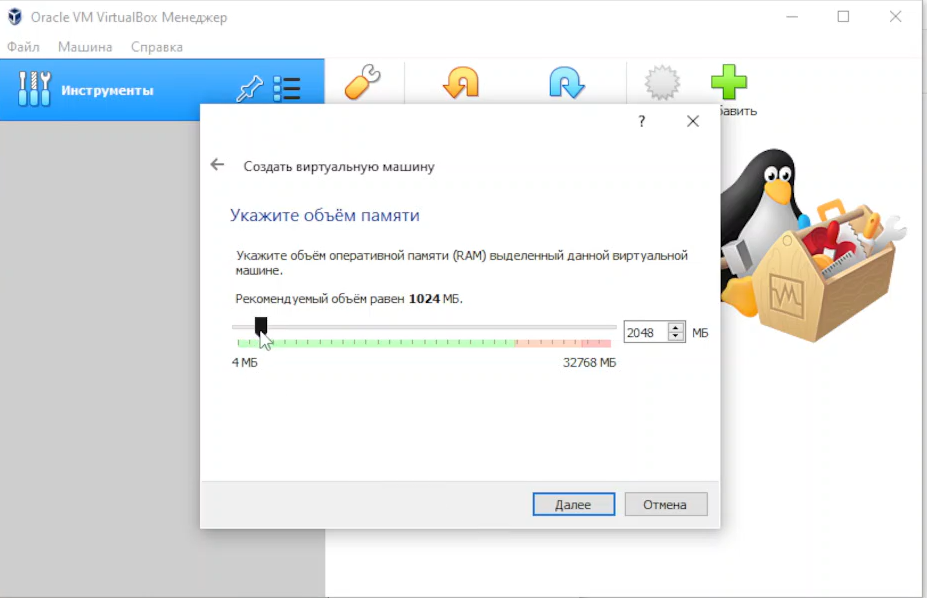 Oracle VM VirtualBox Менеджер
Файл Машина Справка
Инструменты
бавить
?
Создать виртуальную машину
Укажите объём памяти
Укажите объём оперативной памяти (RAM) выделенный данной виртуальной
машине.
Рекомендуемый объём равен 1024 МБ.
2048 МБ
4 МБ 32768 МБ
Далее Отмена